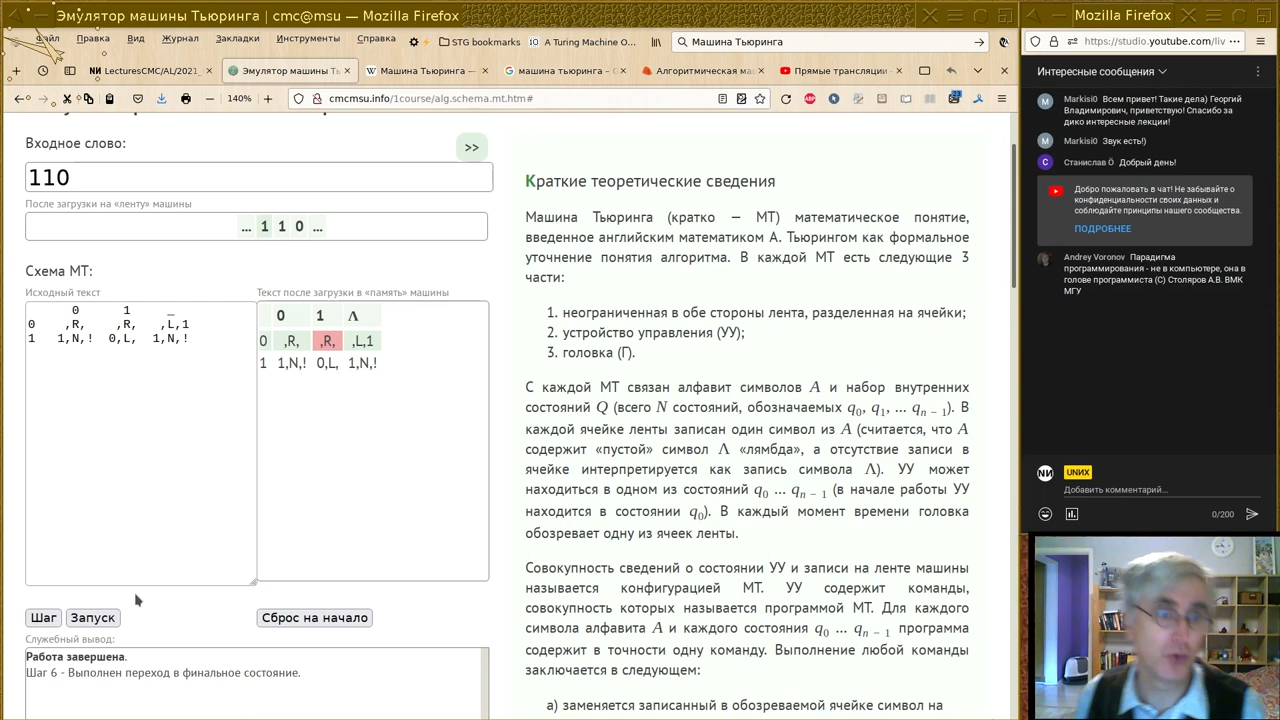 Эмулятор машины Тьюринга | cmc@msu — Mozilla Firefox
Mozilla Firefox
Файл Правка Вид Журнал Закладки Инструменты Справка
STG bookmarks
A Turing Machine O...
Машина Тьюринга
https://studio.youtube.com/liv
LecturesCMC/AL/2021
Эмулятор машины Т
Машина Тьюринга —
машина тьюринга –
Алгоритмическая ма
Прямые трансляции
140%
cmcmsu.info/1course/alg.schema.mt.htm#
Входное слово:
>>
110
После загрузки на «ленту» машины
... 1 1 0 ...
Схема МТ:
Исходный текст
0 1 _
0 ,R, ,R, ,L,1
1 1,N,! 0,L, 1,N,!
Текст после загрузки в «память» машины
0 1 Λ
0 ,R, ,R, ,L,1
1 1,N,! 0,L, 1,N,!
Шаг
Запуск
Сброс на начало
Служебный вывод:
Работа завершена.
Шаг 6 - Выполнен переход в финальное состояние.
Краткие теоретические сведения
Машина Тьюринга (кратко — МТ) математическое понятие,
введенное английским математиком А. Тьюрингом как формальное
уточнение понятия алгоритма. В каждой МТ есть следующие 3
части:
1. неограниченная в обе стороны лента, разделенная на ячейки;
2. устройство управления (УУ);
3. головка (Г).
С каждой МТ связан алфавит символов A и набор внутренних
состояний Q (всего N состояний, обозначаемых q0, q1, ... qn − 1). В
каждой ячейке ленты записан один символ из A (считается, что A
содержит «пустой» символ Λ «лямбда», а отсутствие записи в
ячейке интерпретируется как запись символа Λ). УУ может
находиться в одном из состояний q0 ... qn − 1 (в начале работы УУ
находится в состоянии q0). В каждый момент времени головка
обозревает одну из ячеек ленты.
Совокупность сведений о состоянии УУ и записи на ленте машины
называется конфигурацией МТ. УУ содержит команды,
совокупность которых называется программой МТ. Для каждого
символа алфавита A и каждого состояния q0 ... qn − 1 программа
содержит в точности одну команду. Выполнение любой команды
заключается в следующем:
а) заменяется записанный в обозреваемой ячейке символ на
Интересные сообщения
Markisi0 Всем привет! Такие дела) Георгий
Владимирович, приветствую! Спасибо за
дико интересные лекции!
Markisi0 Звук есть!)
Станислав Ö Добрый день!
Добро пожаловать в чат! Не забывайте о
конфиденциальности своих данных и
соблюдайте принципы нашего сообщества.
ПОДРОБНЕЕ
Andrey Voronov Парадигма
программирования - не в компьютере, она в
голове программиста (С) Столяров А.В. ВМК
МГУ
UNИX
Добавить комментарий...
0/200